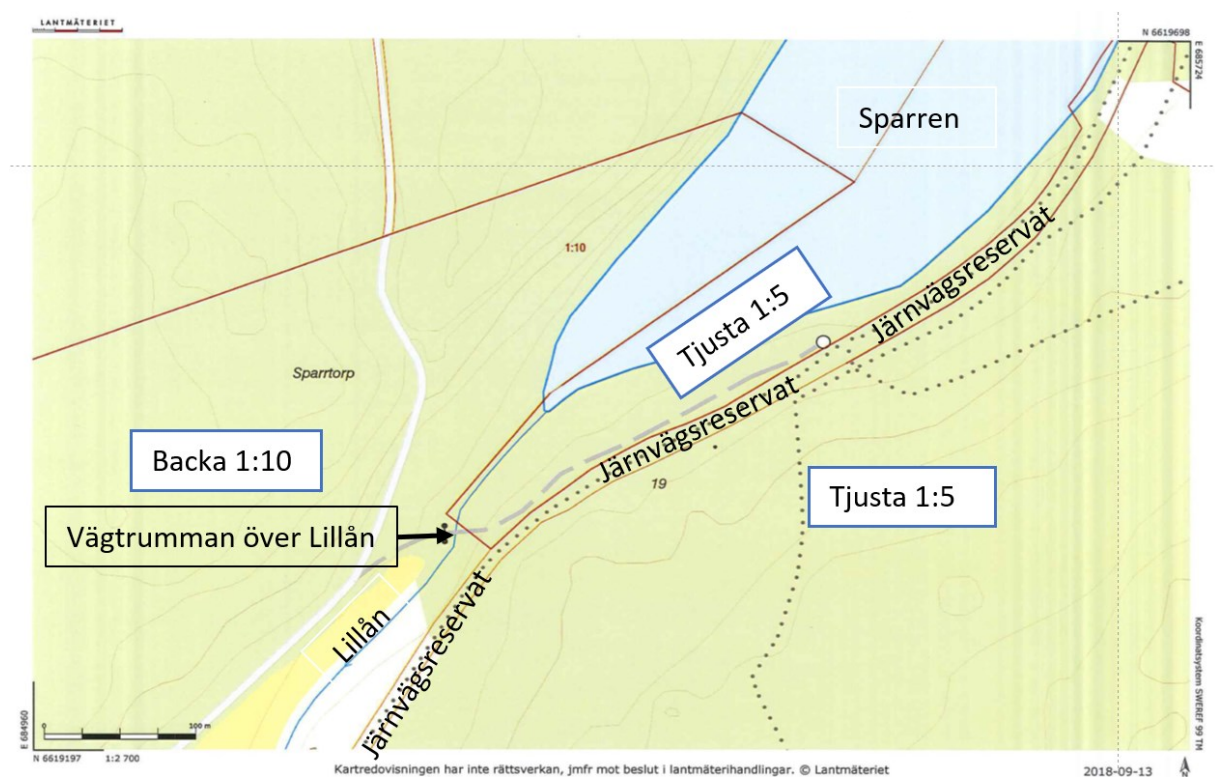 LANTMÄTERIET
N 6619698
E 685724
Sparren
Järnvägsreservat
1:10
Tjusta 1:5
Sparrtorp
Järnvägsreservat
Backa 1:10
19
Tjusta 1:5
Vägtrumman över Lillån
Lillån
Järnvägsreservat
Koordinatsystem SWEREF 99 TM
E 684960
0
100 m
N 6619197
1:2 700
Kartredovisningen har inte rättsverkan, jmfr mot beslut i lantmäterihandlingar. © Lantmäteriet
2018-09-13